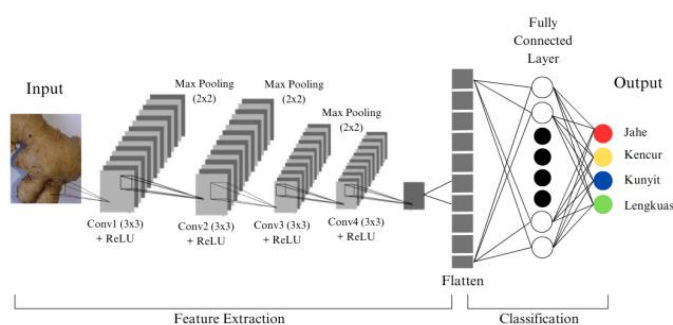 Input
Max Pooling
(2x2)
Max Pooling
(2x2)
Max Pooling
(2x2)
Conv1 (3x3)
+ ReLU
Conv2 (3x3)
+ ReLU
Conv3 (3x3)
+ ReLU
Conv4 (3x3)
+ ReLU
Flatten
Fully
Connected
Layer
Output
Jahe
Kencur
Kunyit
Lengkuas
Feature Extraction
Classification